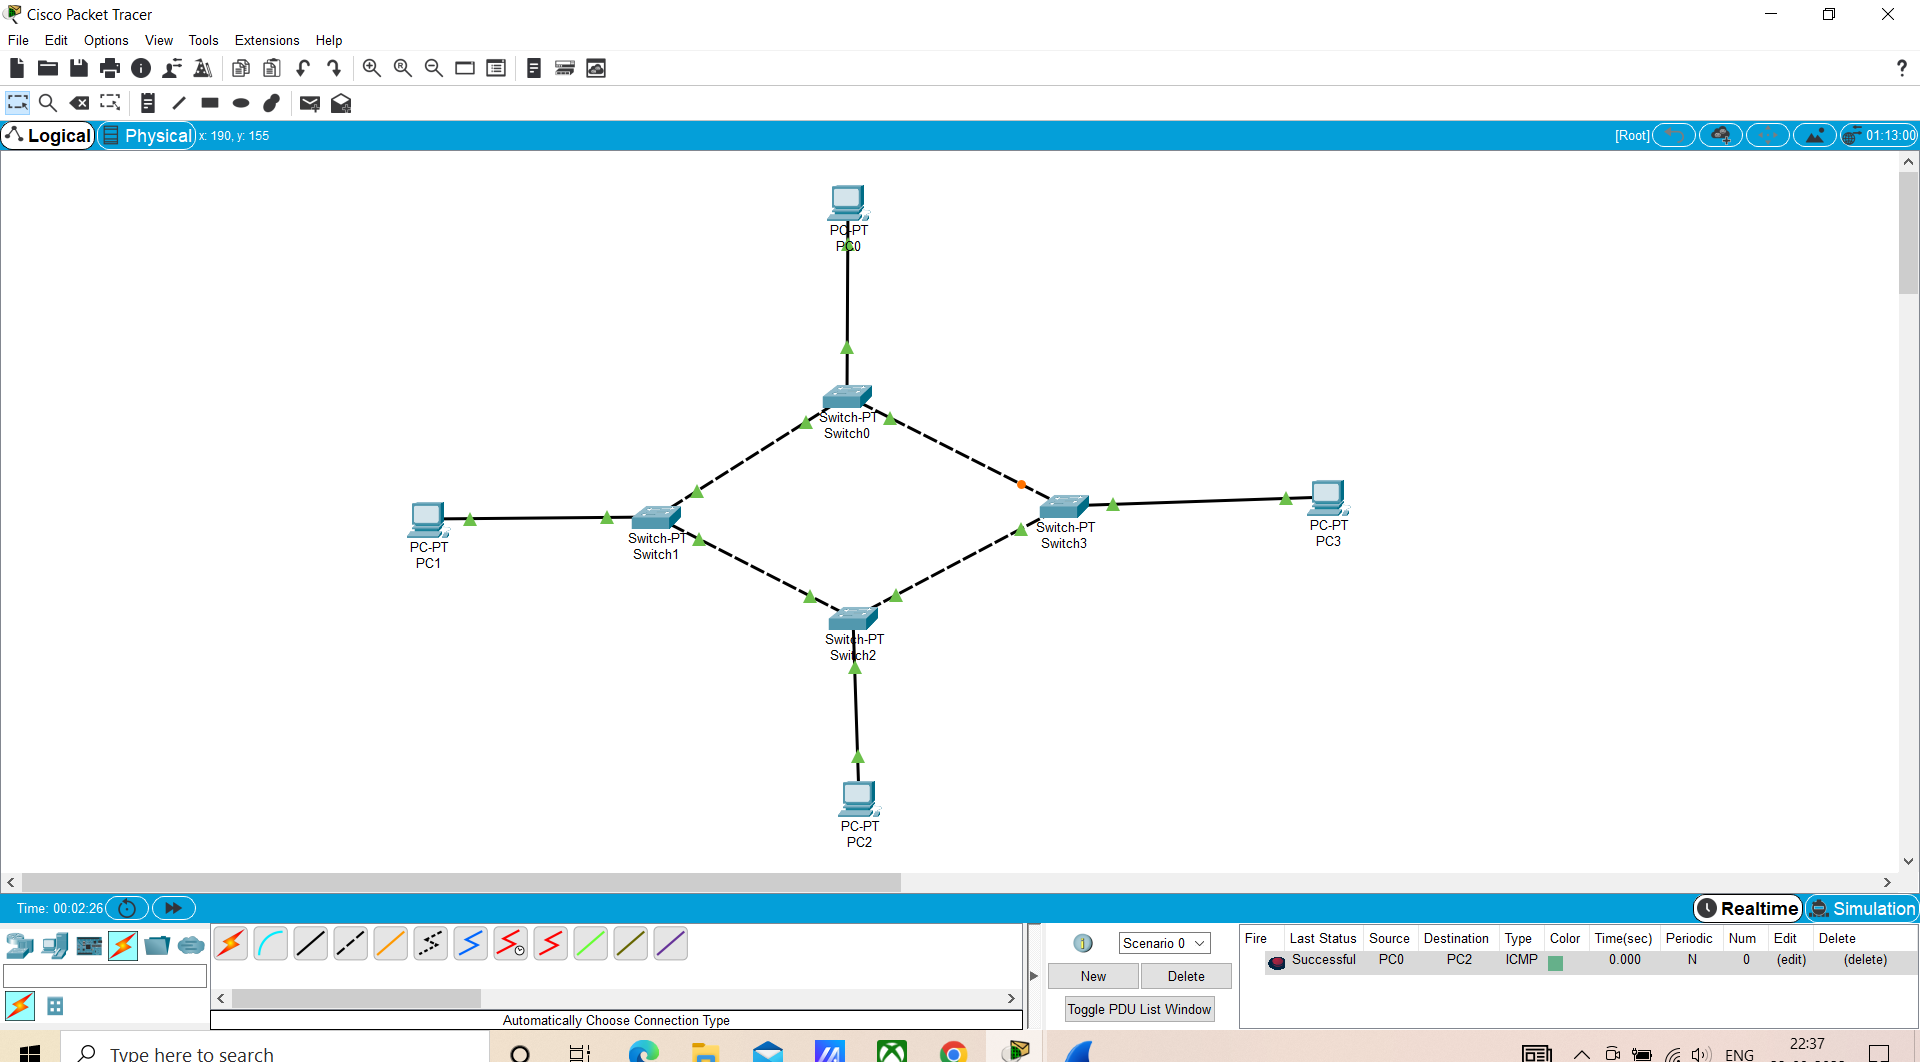 Cisco Packet Tracer
File Edit Options View Tools Extensions Help
?
Logical Physical x: 190, y: 155 [Root] 01:13:00
PC-PT
PC0
Switch-PT
Switch0
PC-PT
PC1
Switch-PT
Switch1
Switch-PT
Switch3
PC-PT
PC3
Switch-PT
Switch2
PC-PT
PC2
Time: 00:02:26 Realtime Simulation
Scenario 0
New Delete
Toggle PDU List Window
Fire Last Status Source Destination Type Color Time(sec) Periodic Num Edit Delete
Successful PC0 PC2 ICMP 0.000 N 0 (edit) (delete)
Automatically Choose Connection Type
Type here to search
ENG
22:37